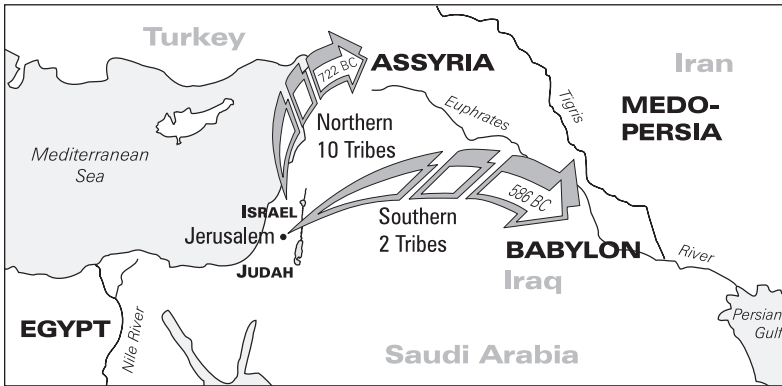 Turkey
722 BC
ASSYRIA
Iran
Tigris
MEDO-
PERSIA
Euphrates
Northern
10 Tribes
Mediterranean
Sea
586 BC
ISRAEL
Southern
2 Tribes
Jerusalem
BABYLON
River
JUDAH
Iraq
EGYPT
Nile River
Persian
Gulf
Saudi Arabia